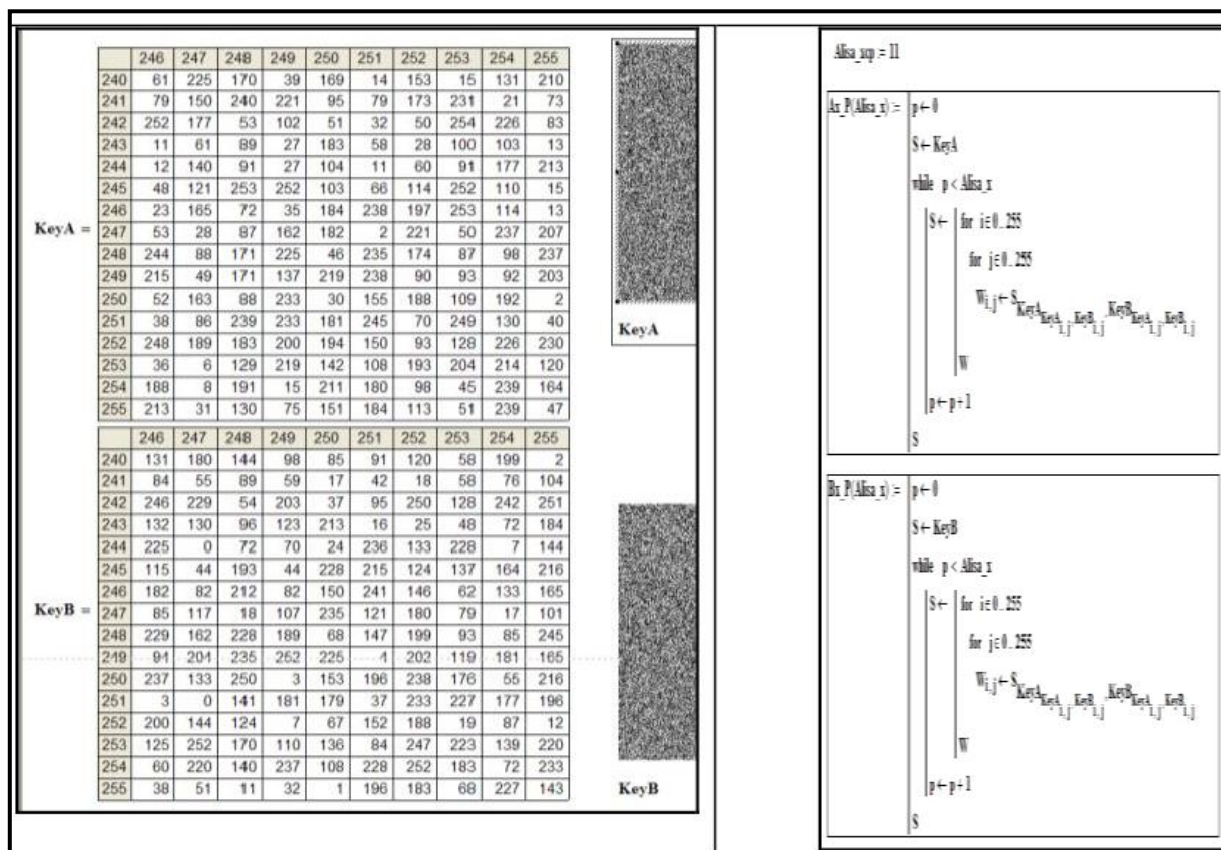 246 247 248 249 250 251 252 253 254 255
240 61 225 170 39 169 14 153 15 131 210
241 79 150 240 221 95 79 173 231 21 73
242 252 177 53 102 51 32 50 254 226 83
243 11 61 89 27 183 58 28 100 103 13
244 12 140 91 27 104 11 60 91 177 213
245 48 121 253 252 103 66 114 252 110 15
246 23 165 72 35 184 238 197 253 114 13
KeyA = 247 53 28 87 162 182 2 221 50 237 207
248 244 88 171 225 46 235 174 87 98 237
249 215 49 171 137 219 238 90 93 92 203
250 52 163 88 233 30 155 188 109 192 2
251 38 86 239 233 181 245 70 249 130 40
252 248 189 183 200 194 150 93 128 226 230
253 36 6 129 219 142 108 193 204 214 120
254 188 8 191 15 211 180 98 45 239 164
255 213 31 130 75 151 184 113 51 239 47
KeyA
246 247 248 249 250 251 252 253 254 255
240 131 180 144 98 85 91 120 58 199 2
241 84 55 89 59 17 42 18 58 76 104
242 246 229 54 203 37 95 250 128 242 251
243 132 130 96 123 213 16 25 48 72 184
244 225 0 72 70 24 236 133 228 7 144
245 115 44 193 44 228 215 124 137 164 216
246 182 82 212 82 150 241 146 62 133 165
KeyB = 247 85 117 18 107 235 121 180 79 17 101
248 229 162 228 189 68 147 199 93 85 245
249 94 204 235 252 225 4 202 119 181 165
250 237 133 250 3 153 196 238 176 55 216
251 3 0 141 181 179 37 233 227 177 196
252 200 144 124 7 67 152 188 19 87 12
253 125 252 170 110 136 84 247 223 139 220
254 60 220 140 237 108 228 252 183 72 233
255 38 51 11 32 1 196 183 68 227 143
KeyB
Alisa_xcp := 11
Ax_P(Alisa_x) := p ← 0
S ← KeyA
while p < Alisa_x
S ← for i ∈ 0..255
for j ∈ 0..255
W i,j ← S KeyA KeyA i,j , KeyB i,j , KeyB KeyA i,j , KeyB i,j
W
p ← p + 1
S
Bx_P(Alisa_x) := p ← 0
S ← KeyB
while p < Alisa_x
S ← for i ∈ 0..255
for j ∈ 0..255
W i,j ← S KeyA KeyA i,j , KeyB i,j , KeyB KeyA i,j , KeyB i,j
W
p ← p + 1
S